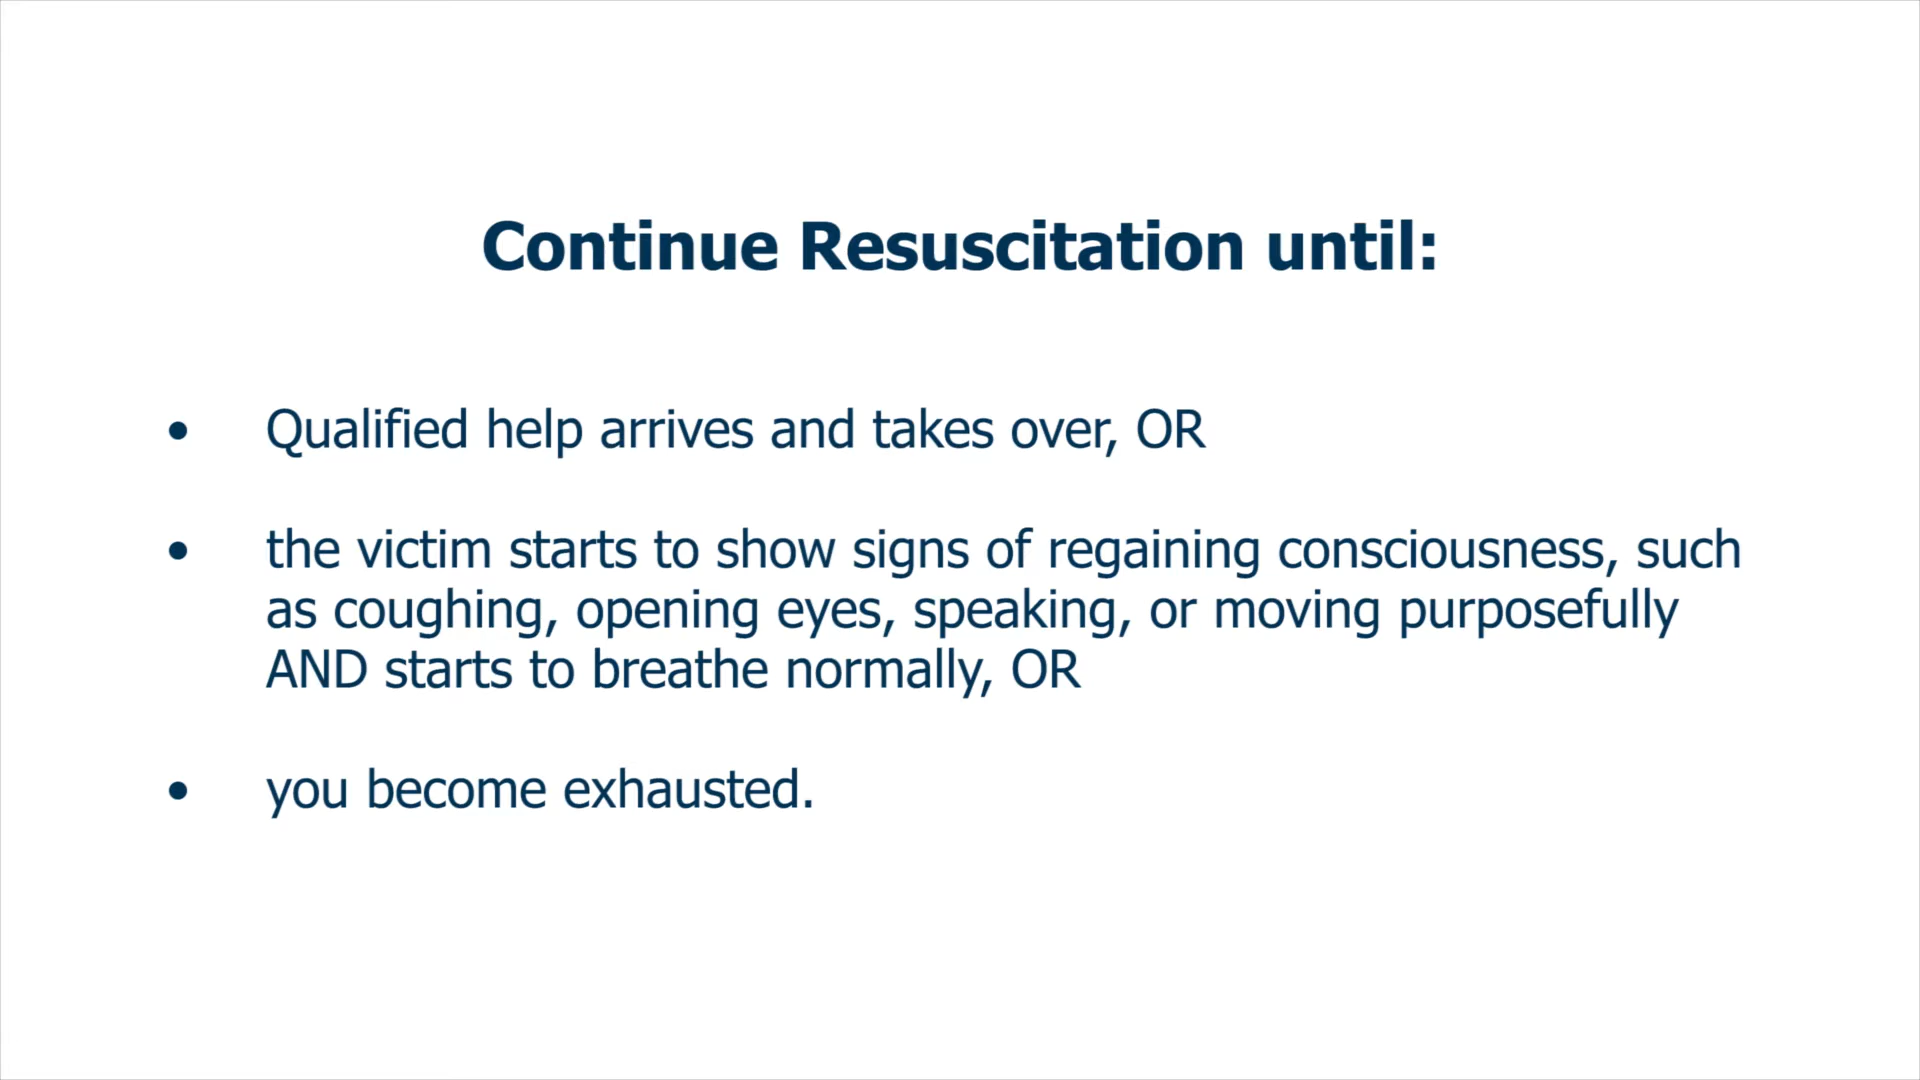 Continue Resuscitation until:
• Qualified help arrives and takes over, OR
• the victim starts to show signs of regaining consciousness, such
as coughing, opening eyes, speaking, or moving purposefully
AND starts to breathe normally, OR
• you become exhausted.